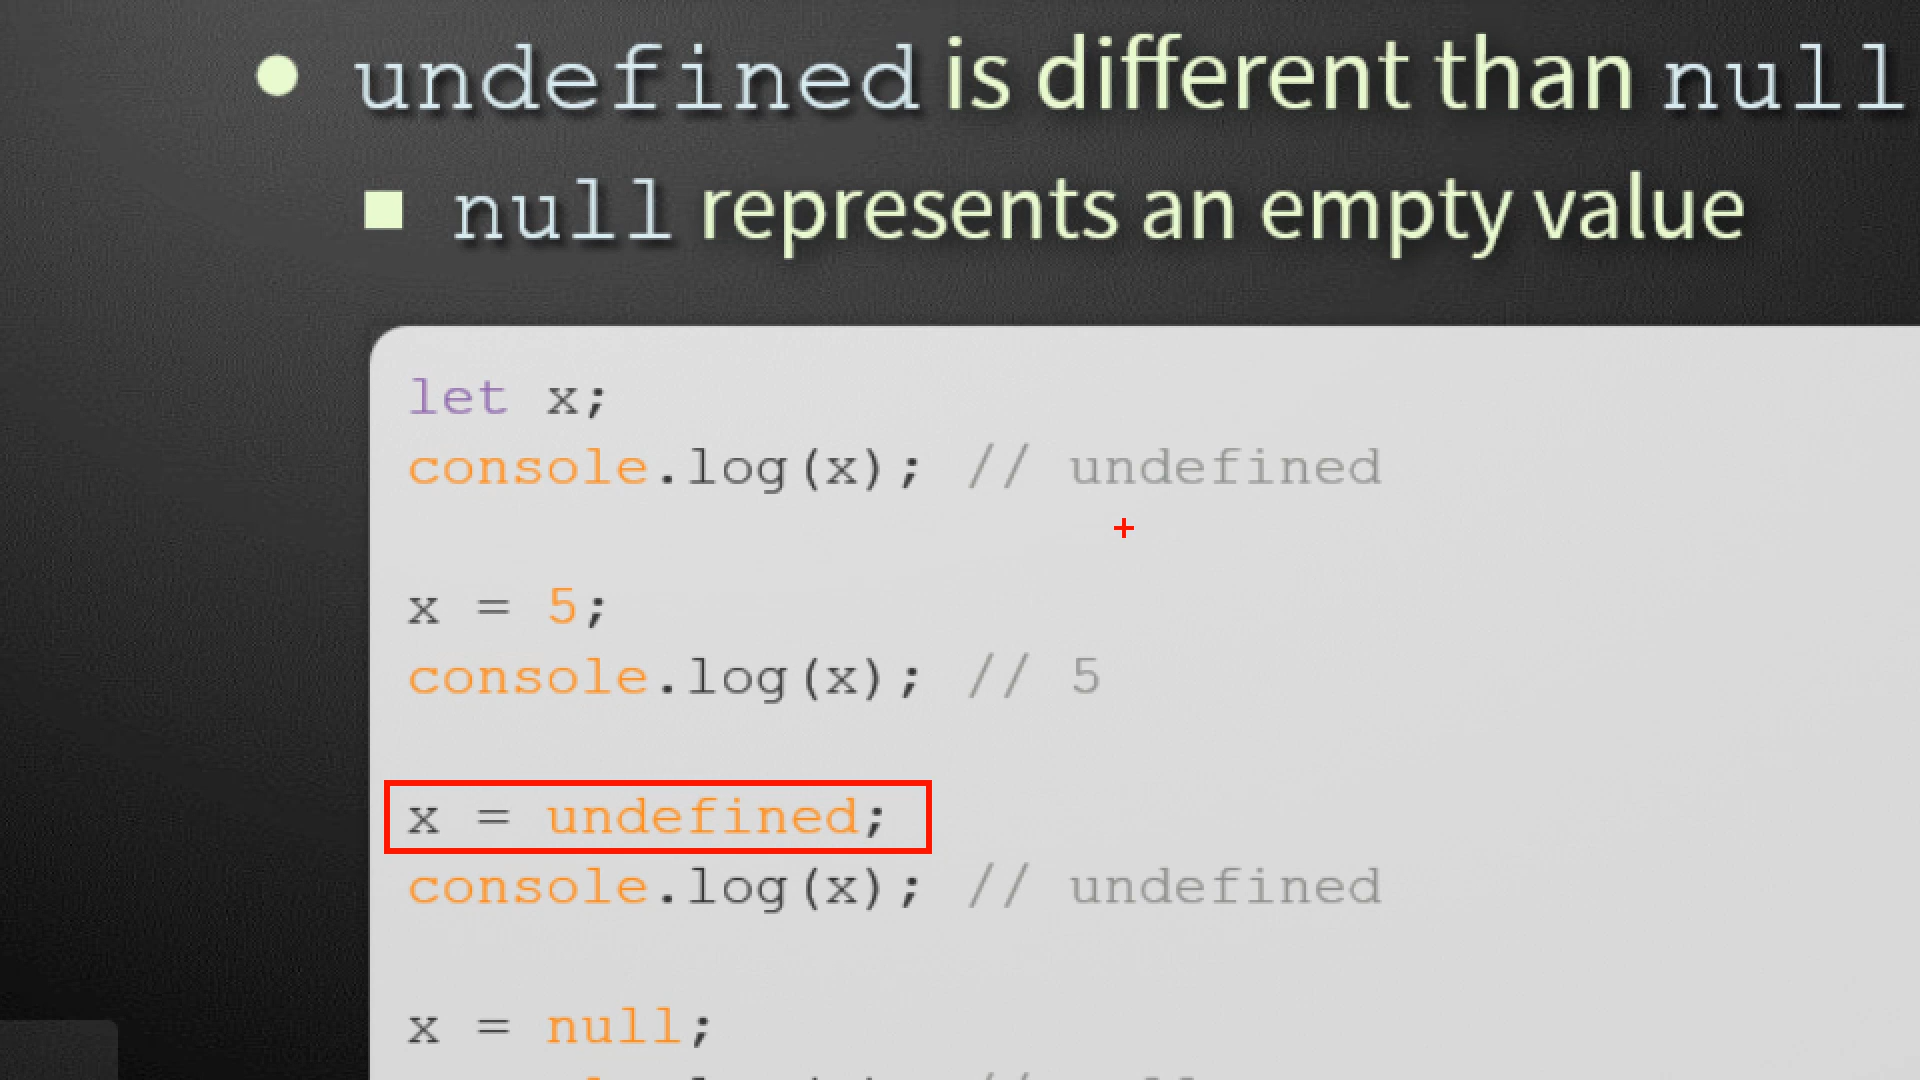 undefined is different than null
null represents an empty value
let x;
console.log(x); // undefined
x = 5;
console.log(x); // 5
x = undefined;
console.log(x); // undefined
x = null;